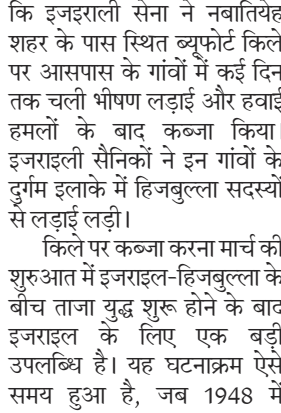 कि इजइराली सेना ने नबातियेह
शहर के पास स्थित ब्यूफोर्ट किले
पर आसपास के गांवों में कई दिन
तक चली भीषण लड़ाई और हवाई
हमलों के बाद कब्जा किया।
इजराइली सैनिकों ने इन गांवों के
दुर्गम इलाके में हिजबुल्ला सदस्यों
से लड़ाई लड़ी।
किले पर कब्जा करना मार्च की
शुरुआत में इजराइल-हिजबुल्ला के
बीच ताजा युद्ध शुरू होने के बाद
इजराइल के लिए एक बड़ी
उपलब्धि है। यह घटनाक्रम ऐसे
समय हुआ है, जब 1948 में